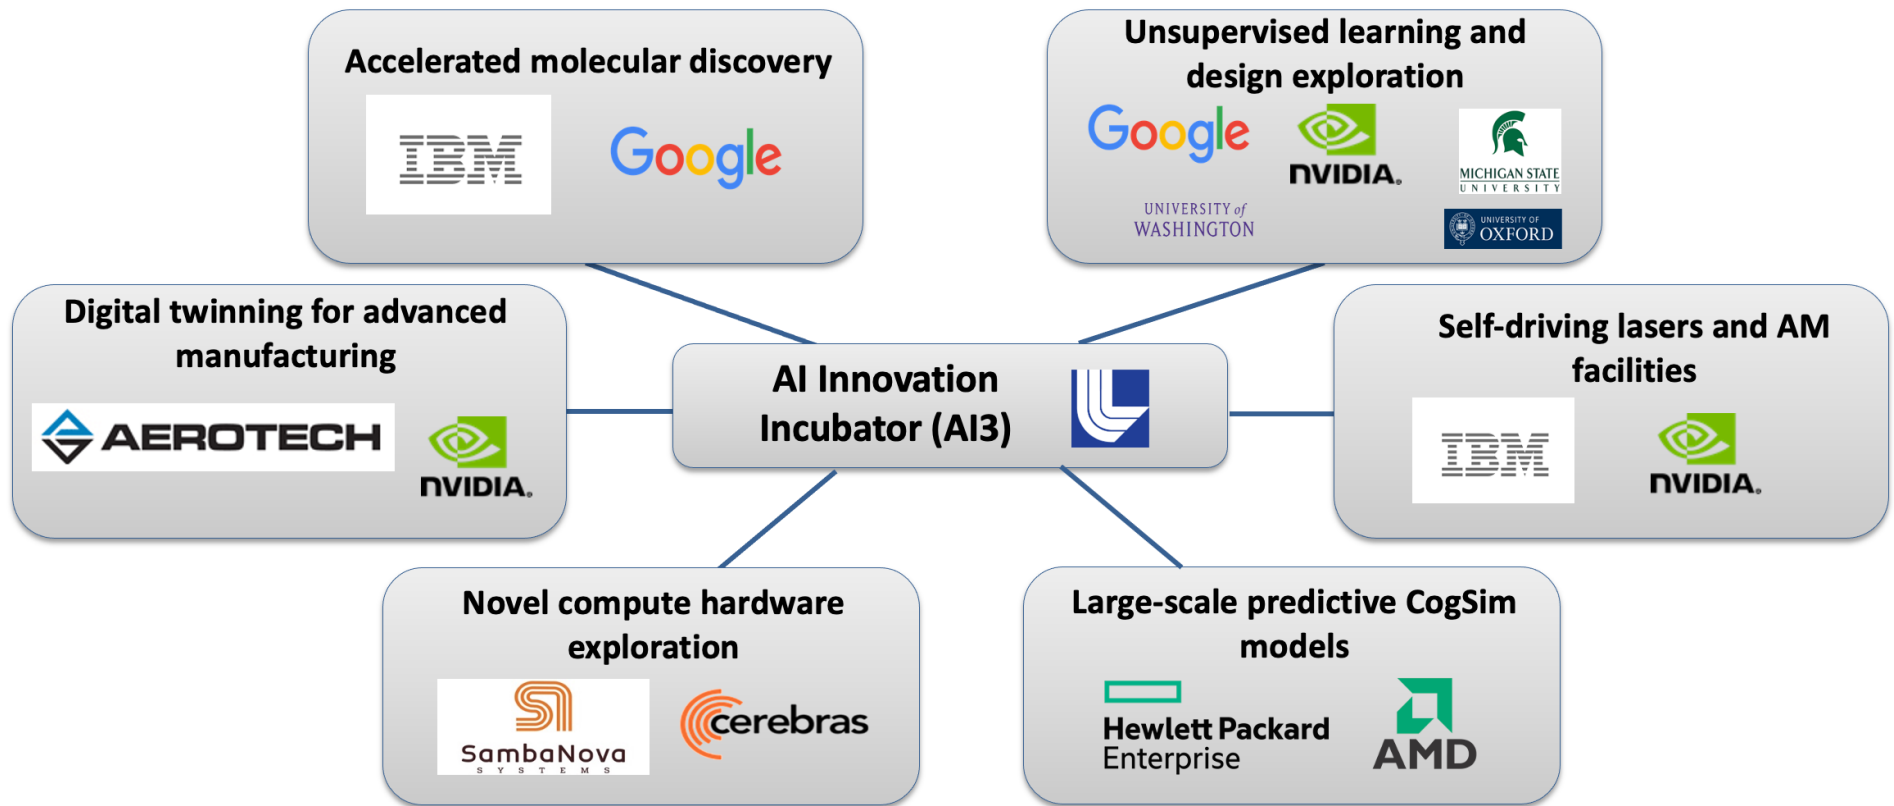 Accelerated molecular discovery
IBM
Google
Unsupervised learning and
design exploration
Google
NVIDIA®
MICHIGAN STATE
UNIVERSITY
UNIVERSITY of
WASHINGTON
UNIVERSITY OF
OXFORD
Digital twinning for advanced
manufacturing
AEROTECH
NVIDIA®
AI Innovation
Incubator (AI3)
Self-driving lasers and AM
facilities
IBM
NVIDIA®
Novel compute hardware
exploration
SambaNova
SYSTEMS
cerebras
Large-scale predictive CogSim
models
Hewlett Packard
Enterprise
AMD